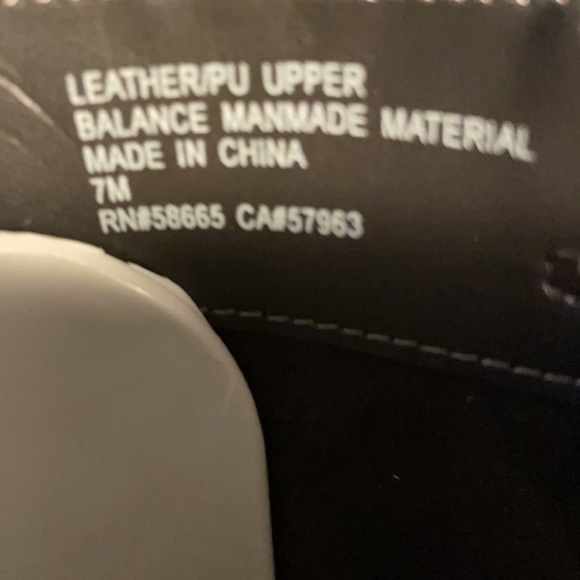 LEATHER/PU UPPER
BALANCE MANMADE MATERIAL
MADE IN CHINA
7M
RN#58665 CA#57963